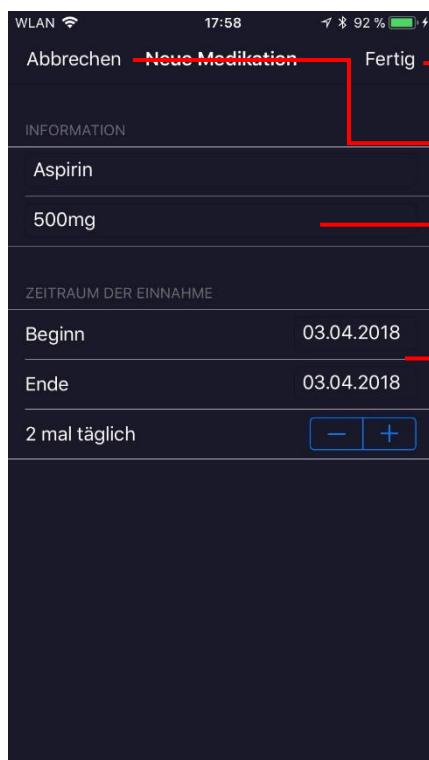 WLAN 17:58 92 %
Abbrechen Neue Medikation Fertig
INFORMATION
Aspirin
500mg
ZEITRAUM DER EINNAHME
Beginn 03.04.2018
Ende 03.04.2018
2 mal täglich − +